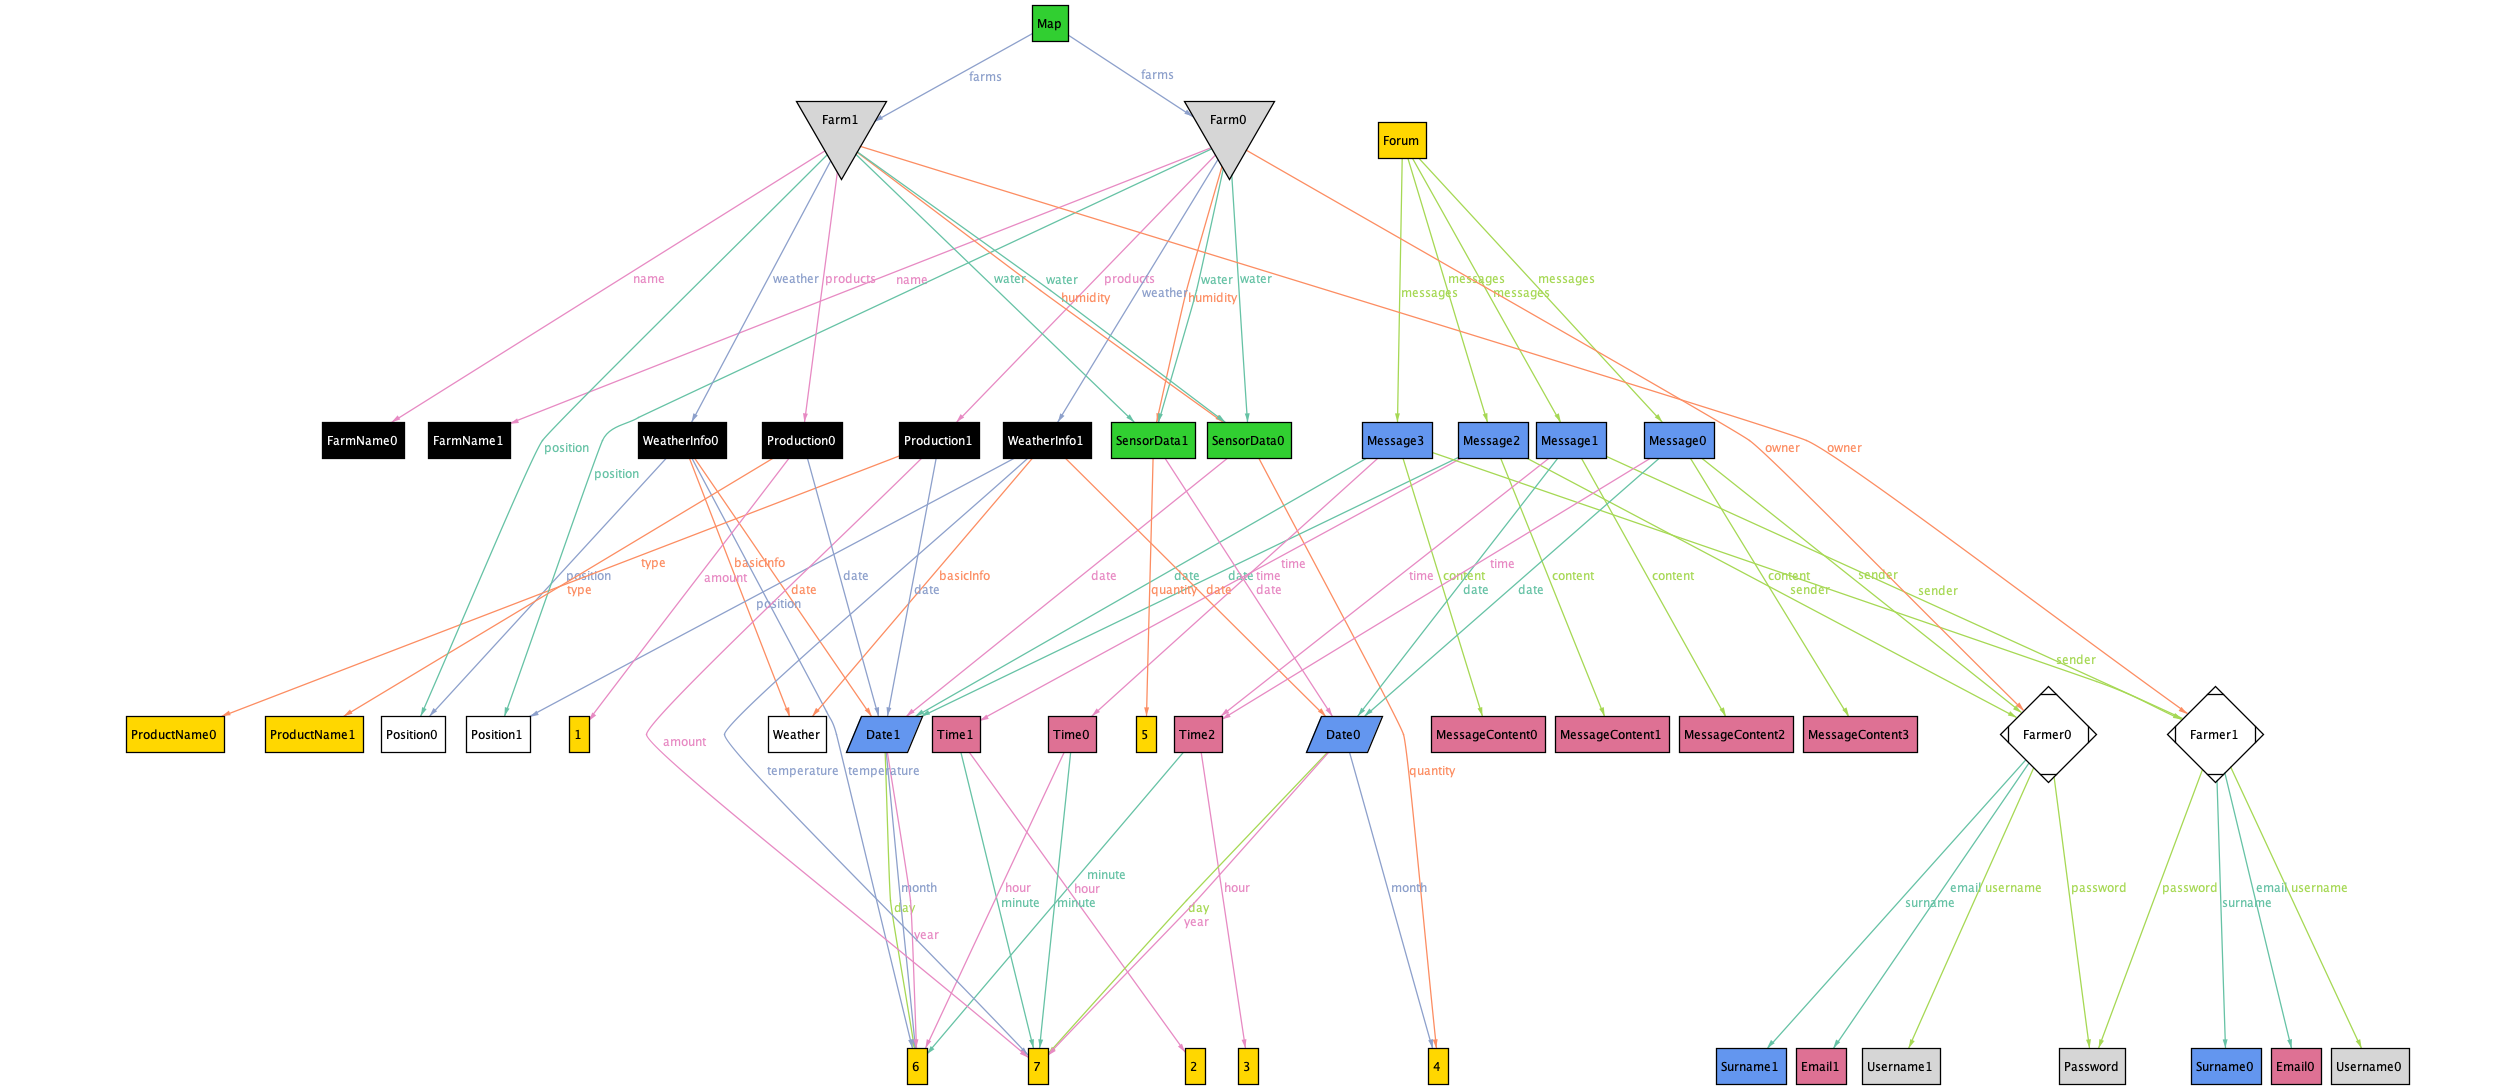 Map
farms
farms
Farm1
Farm0
Forum
name
weather
products
name
water
water
humidity
products
weather
water
humidity
water
messages
messages
messages
messages
FarmName0
FarmName1
WeatherInfo0
Production0
Production1
WeatherInfo1
SensorData1
SensorData0
Message3
Message2
Message1
Message0
position
position
owner
owner
position
type
type
amount
basicInfo
position
date
date
date
basicInfo
date
quantity
date
date
date
time
date
time
time
content
date
time
date
content
content
content
sender
sender
sender
sender
ProductName0
ProductName1
Position0
Position1
1
Weather
Date1
Time1
Time0
5
Time2
Date0
MessageContent0
MessageContent1
MessageContent2
MessageContent3
Farmer0
Farmer1
amount
temperature
temperature
quantity
month
day
year
hour
minute
hour
minute
minute
hour
day
year
month
email
surname
username
password
password
email
surname
username
6
7
2
3
4
Surname1
Email1
Username1
Password
Surname0
Email0
Username0